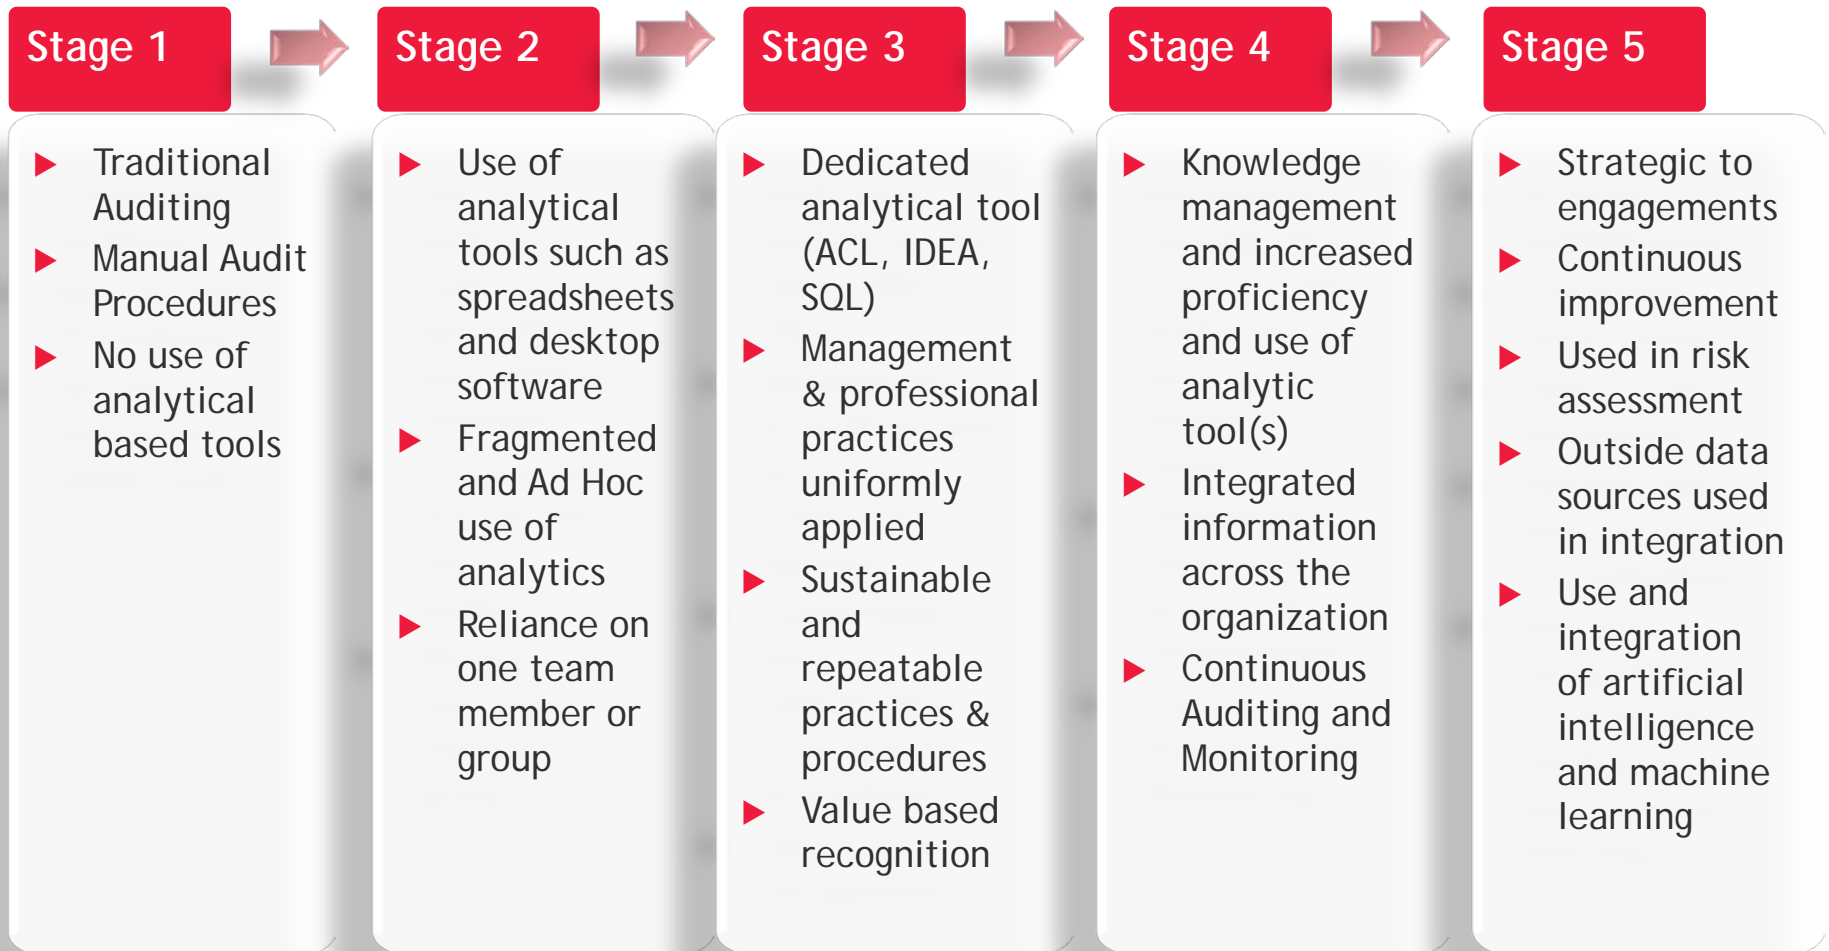 Stage 1
Traditional
Auditing
Manual Audit
Procedures
No use of
analytical
based tools
Stage 2
Use of
analytical
tools such as
spreadsheets
and desktop
software
Fragmented
and Ad Hoc
use of
analytics
Reliance on
one team
member or
group
Stage 3
Dedicated
analytical tool
(ACL, IDEA,
SQL)
Management
& professional
practices
uniformly
applied
Sustainable
and
repeatable
practices &
procedures
Value based
recognition
Stage 4
Knowledge
management
and increased
proficiency
and use of
analytic
tool(s)
Integrated
information
across the
organization
Continuous
Auditing and
Monitoring
Stage 5
Strategic to
engagements
Continuous
improvement
Used in risk
assessment
Outside data
sources used
in integration
Use and
integration
of artificial
intelligence
and machine
learning